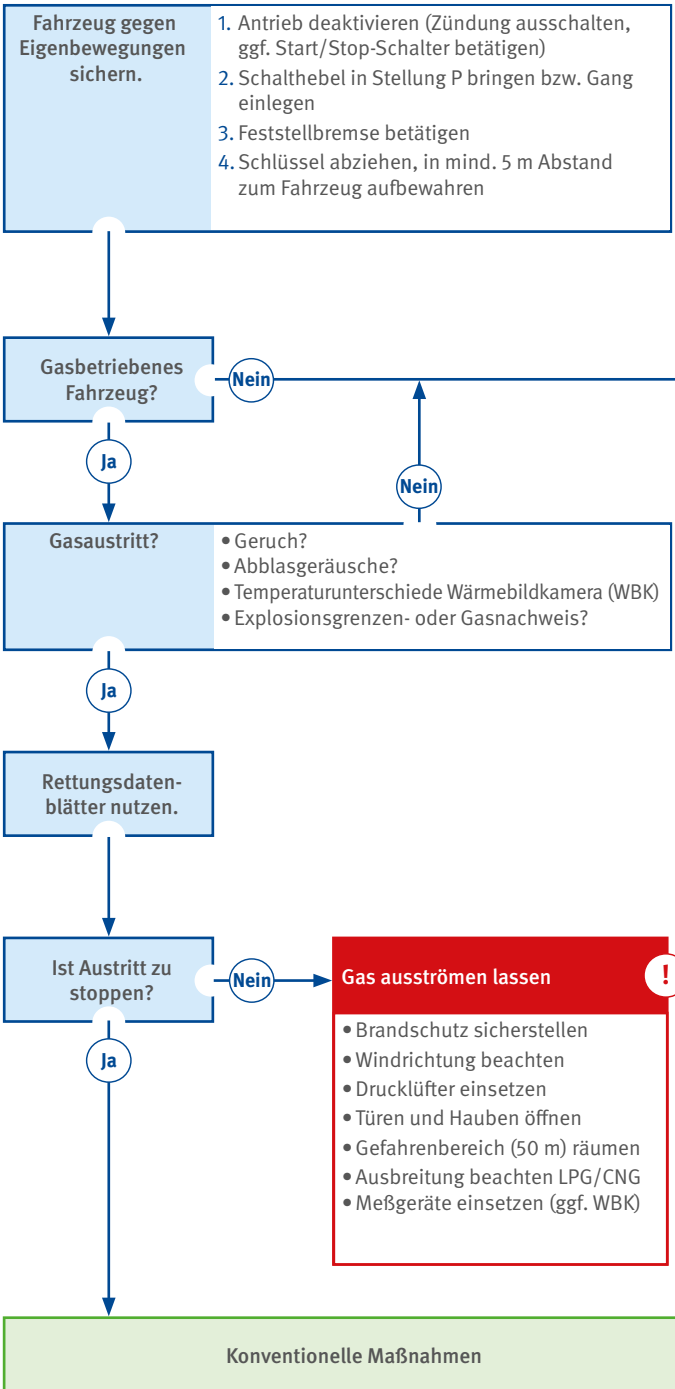 Fahrzeug gegen
Eigenbewegungen
sichern.
1. Antrieb deaktivieren (Zündung ausschalten,
ggf. Start/Stop-Schalter betätigen)
2. Schalthebel in Stellung P bringen bzw. Gang
einlegen
3. Feststellbremse betätigen
4. Schlüssel abziehen, in mind. 5 m Abstand
zum Fahrzeug aufbewahren
Gasbetriebenes
Fahrzeug?
Nein
Ja
Nein
Gasaustritt?
• Geruch?
• Abblasgeräusche?
• Temperaturunterschiede Wärmebildkamera (WBK)
• Explosionsgrenzen- oder Gasnachweis?
Ja
Rettungsdaten-
blätter nutzen.
Ist Austritt zu
stoppen?
Nein
Gas ausströmen lassen
!
• Brandschutz sicherstellen
• Windrichtung beachten
• Drucklüfter einsetzen
• Türen und Hauben öffnen
• Gefahrenbereich (50 m) räumen
• Ausbreitung beachten LPG/CNG
• Meßgeräte einsetzen (ggf. WBK)
Ja
Konventionelle Maßnahmen